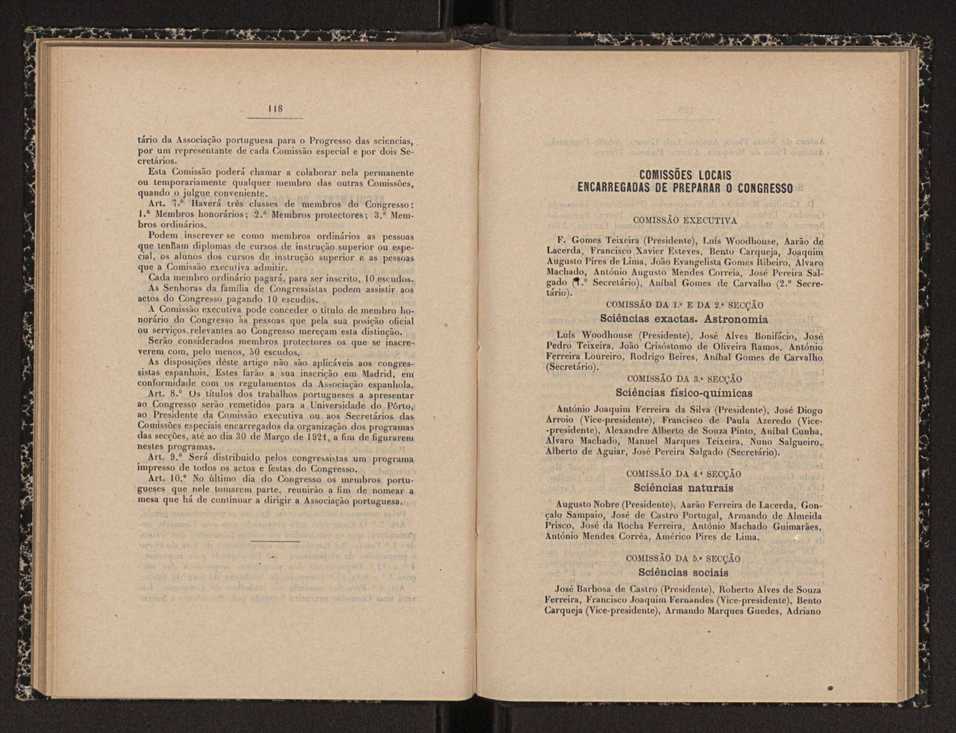 118
tário da Associação portuguesa para o Progresso das sciencias,
por um representante de cada Comissão especial e por dois Se-
cretários.
Esta Comissão poderá chamar a colaborar nela permanente
ou temporariamente qualquer membro das outras Comissões,
quando o julgue conveniente.
Art. 7.º Haverá três classes de membros do Congresso:
1.ª Membros honorários; 2.ª Membros protectores; 3.ª Mem-
bros ordinários.
Podem inscrever-se como membros ordinários as pessoas
que tenham diplomas de cursos de instrução superior ou espe-
cial, os alunos dos cursos de instrução superior e as pessoas
que a Comissão executiva admitir.
Cada membro ordinário pagará, para ser inscrito, 10 escudos.
As Senhoras da família de Congressistas podem assistir aos
actos do Congresso pagando 10 escudos.
A Comissão executiva pode conceder o título de membro ho-
norário do Congresso às pessoas que pela sua posição oficial
ou serviços relevantes ao Congresso mereçam esta distinção.
Serão considerados membros protectores os que se inscre-
verem com, pelo menos, 50 escudos.
As disposições dêste artigo não são aplicáveis aos congres-
sistas espanhois. Estes farão a sua inscrição em Madrid, em
conformidade com os regulamentos da Associação espanhola.
Art. 8.º Os títulos dos trabalhos portugueses a apresentar
ao Congresso serão remetidos para a Universidade do Pôrto,
ao Presidente da Comissão executiva ou aos Secretários das
Comissões especiais encarregados da organização dos programas
das secções, até ao dia 30 de Março de 1921, a fim de figurarem
nestes programas.
Art. 9.º Será distribuido pelos congressistas um programa
impresso de todos os actos e festas do Congresso.
Art. 10.º No último dia do Congresso os membros portu-
gueses que nele tomarem parte, reunirão a fim de nomear a
mesa que há de continuar a dirigir a Associação portuguesa.
COMISSÕES LOCAIS
ENCARREGADAS DE PREPARAR O CONGRESSO
COMISSÃO EXECUTIVA
F. Gomes Teixeira (Presidente), Luís Woodhouse, Aarão de
Lacerda, Francisco Xavier Esteves, Bento Carqueja, Joaquim
Augusto Pires de Lima, João Evangelista Gomes Ribeiro, Alvaro
Machado, António Augusto Mendes Correia, José Pereira Sal-
gado (1.º Secretário), Aníbal Gomes de Carvalho (2.º Secre-
tário).
COMISSÃO DA 1.ª E DA 2.ª SECÇÃO
Sciências exactas. Astronomia
Luís Woodhouse (Presidente), José Alves Bonifácio, José
Pedro Teixeira, João Crisóstomo de Oliveira Ramos, António
Ferreira Loureiro, Rodrigo Beires, Aníbal Gomes de Carvalho
(Secretário).
COMISSÃO DA 3.ª SECÇÃO
Sciências físico-químicas
António Joaquim Ferreira da Silva (Presidente), José Diogo
Arroio (Vice-presidente), Francisco de Paula Azeredo (Vice-
-presidente), Alexandre Alberto de Souza Pinto, Aníbal Cunha,
Alvaro Machado, Manuel Marques Teixeira, Nuno Salgueiro,
Alberto de Aguiar, José Pereira Salgado (Secretário).
COMISSÃO DA 4.ª SECÇÃO
Sciências naturais
Augusto Nobre (Presidente), Aarão Ferreira de Lacerda, Gon-
çalo Sampaio, José de Castro Portugal, Armando de Almeida
Prisco, José da Rocha Ferreira, António Machado Guimarães,
António Mendes Corrêa, Américo Pires de Lima.
COMISSÃO DA 5.ª SECÇÃO
Sciências sociais
José Barbosa de Castro (Presidente), Roberto Alves de Souza
Ferreira, Francisco Joaquim Fernandes (Vice-presidente), Bento
Carqueja (Vice-presidente), Armando Marques Guedes, Adriano